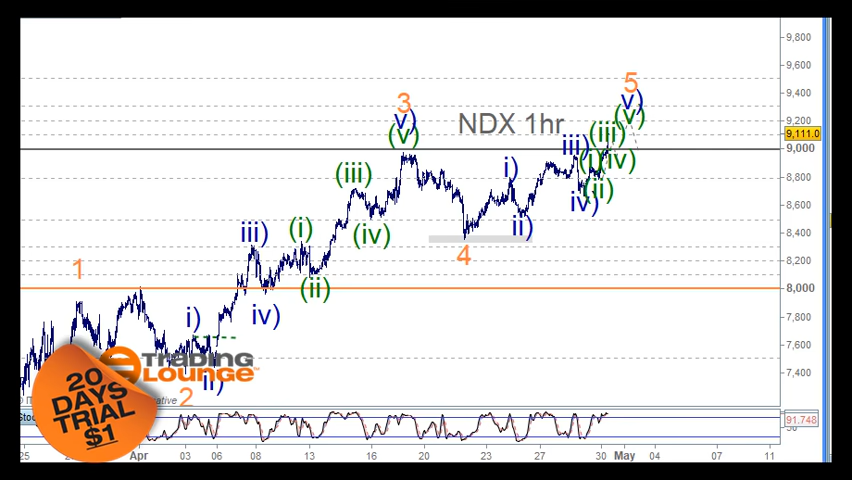 NDX 1hr
9,800
9,600
9,400
9,200
9,111.0
9,000
8,800
8,600
8,400
8,200
8,000
7,800
7,600
7,400
1
2
i)
ii)
iii)
iv)
(i)
(ii)
(iii)
(iv)
(v)
v)
3
4
i)
ii)
iii)
iv)
(i)
(ii)
(iii)
(iv)
(v)
v)
5
Trading
Lounge™
20
DAYS
TRIAL
$1
Stoc
91.748
25
Apr
03
06
08
13
16
20
23
27
30
May
04
07
11